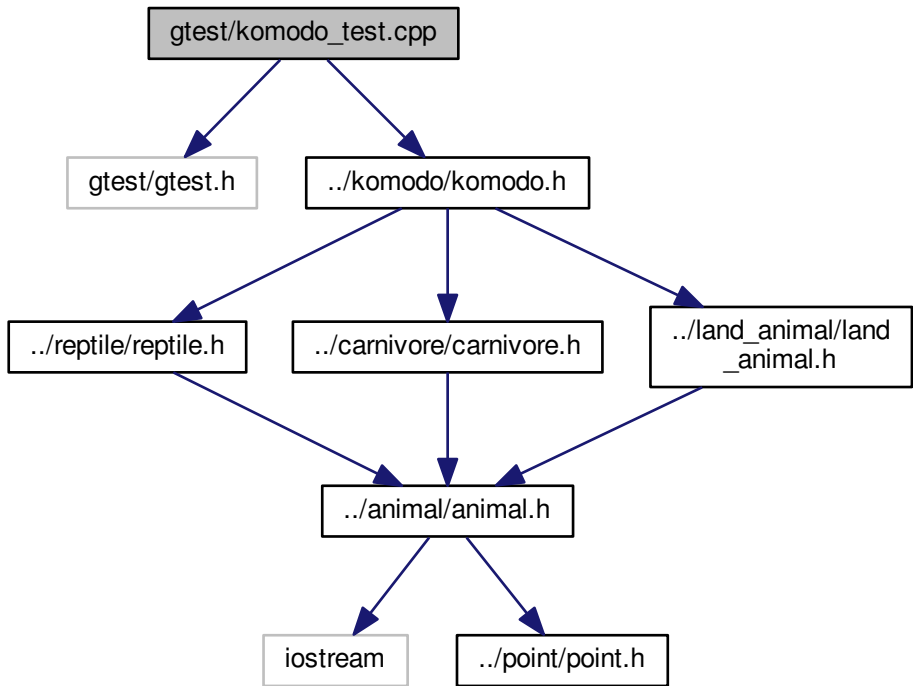 gtest/komodo_test.cpp
gtest/gtest.h
../komodo/komodo.h
../reptile/reptile.h
../carnivore/carnivore.h
../land_animal/land
_animal.h
../animal/animal.h
iostream
../point/point.h